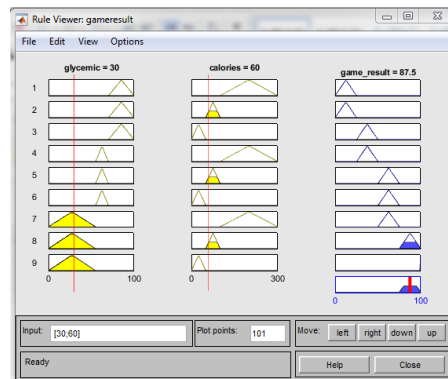 Rule Viewer: gameresult
File Edit View Options
glycemic = 30 calories = 60 game_result = 87.5
1
2
3
4
5
6
7
8
9
0 100 0 300
0 100
Input: [30;60] Plot points: 101 Move: left right down up
Ready Help Close